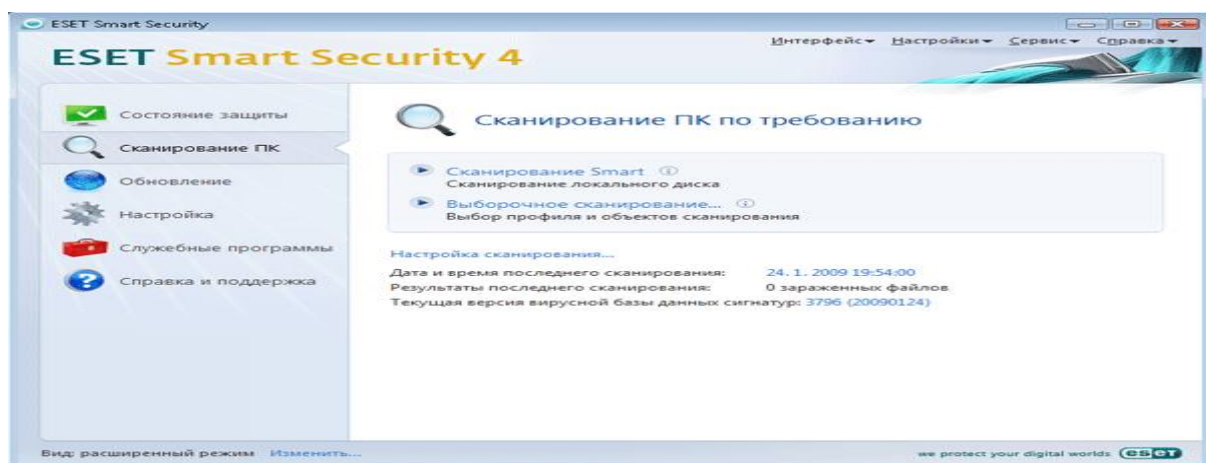 ESET Smart Security
Интерфейс Настройки Сервис Справка
ESET Smart Security 4
Состояние защиты
Сканирование ПК
Обновление
Настройка
Служебные программы
Справка и поддержка
Сканирование ПК по требованию
Сканирование Smart
Сканирование локального диска
Выборочное сканирование...
Выбор профиля и объектов сканирования
Настройка сканирования...
Дата и время последнего сканирования: 24. 1. 2009 19:54:00
Результаты последнего сканирования: 0 зараженных файлов
Текущая версия вирусной базы данных сигнатур: 3796 (20090124)
Вид: расширенный режим Изменить...
we protect your digital worlds eset